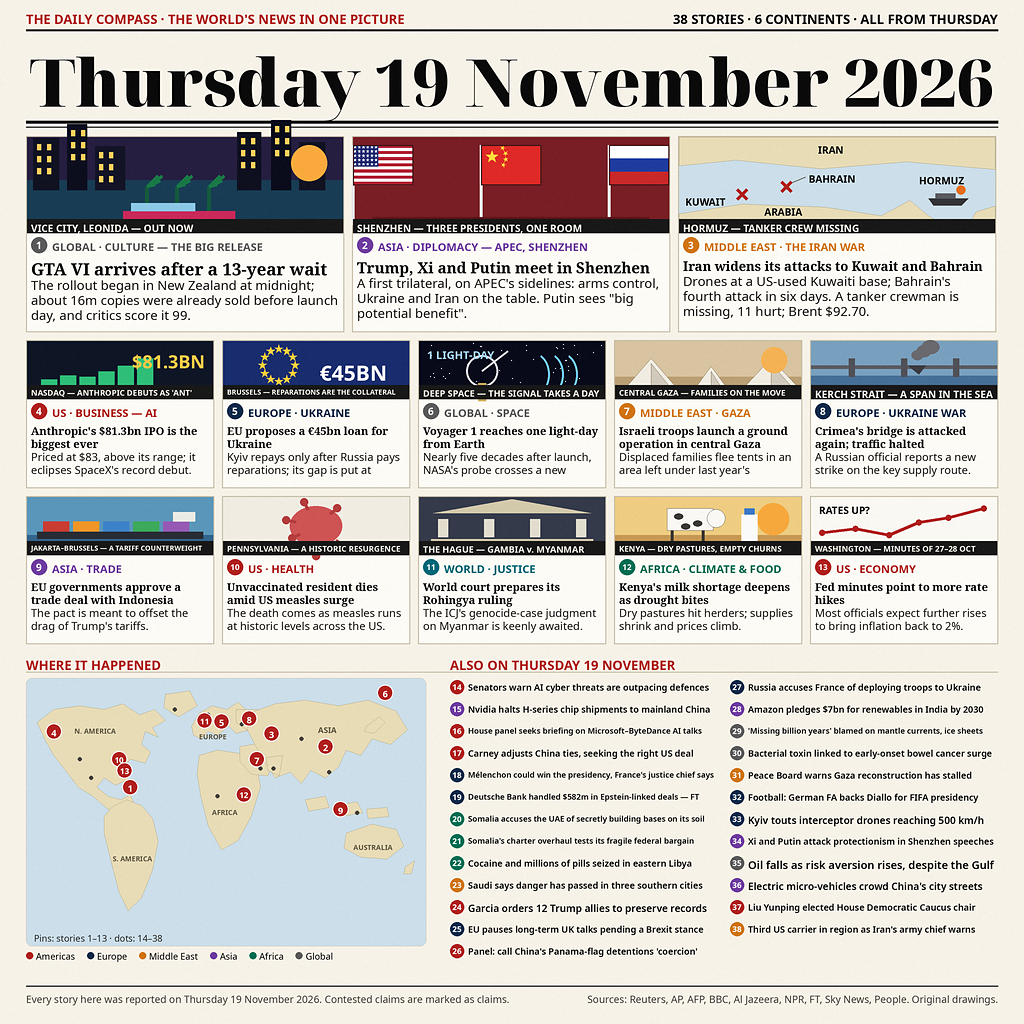 THE DAILY COMPASS · THE WORLD'S NEWS IN ONE PICTURE
38 STORIES · 6 CONTINENTS · ALL FROM THURSDAY
Thursday 19 November 2026
VICE CITY, LEONIDA — OUT NOW
1 GLOBAL · CULTURE — THE BIG RELEASE
GTA VI arrives after a 13-year wait
The rollout began in New Zealand at midnight;
about 16m copies were already sold before launch
day, and critics score it 99.
SHENZHEN — THREE PRESIDENTS, ONE ROOM
2 ASIA · DIPLOMACY — APEC, SHENZHEN
Trump, Xi and Putin meet in Shenzhen
A first trilateral, on APEC's sidelines: arms control,
Ukraine and Iran on the table. Putin sees "big
potential benefit".
IRAN
BAHRAIN
HORMUZ
KUWAIT
ARABIA
HORMUZ — TANKER CREW MISSING
3 MIDDLE EAST · THE IRAN WAR
Iran widens its attacks to Kuwait and Bahrain
Drones at a US-used Kuwaiti base; Bahrain's
fourth attack in six days. A tanker crewman is
missing, 11 hurt; Brent $92.70.
$81.3BN
NASDAQ — ANTHROPIC DEBUTS AS 'ANT'
4 US · BUSINESS — AI
Anthropic's $81.3bn IPO is the
biggest ever
Priced at $83, above its range; it
eclipses SpaceX's record debut.
€45BN
BRUSSELS — REPARATIONS ARE THE COLLATERAL
5 EUROPE · UKRAINE
EU proposes a €45bn loan for
Ukraine
Kyiv repays only after Russia pays
reparations; its gap is put at
1 LIGHT-DAY
DEEP SPACE — THE SIGNAL TAKES A DAY
6 GLOBAL · SPACE
Voyager 1 reaches one light-day
from Earth
Nearly five decades after launch,
NASA's probe crosses a new
CENTRAL GAZA — FAMILIES ON THE MOVE
7 MIDDLE EAST · GAZA
Israeli troops launch a ground
operation in central Gaza
Displaced families flee tents in an
area left under last year's
KERCH STRAIT — A SPAN IN THE SEA
8 EUROPE · UKRAINE WAR
Crimea's bridge is attacked
again; traffic halted
A Russian official reports a new
strike on the key supply route.
JAKARTA–BRUSSELS — A TARIFF COUNTERWEIGHT
9 ASIA · TRADE
EU governments approve a
trade deal with Indonesia
The pact is meant to offset the
drag of Trump's tariffs.
PENNSYLVANIA — A HISTORIC RESURGENCE
10 US · HEALTH
Unvaccinated resident dies
amid US measles surge
The death comes as measles runs
at historic levels across the US.
THE HAGUE — GAMBIA v. MYANMAR
11 WORLD · JUSTICE
World court prepares its
Rohingya ruling
The ICJ's genocide-case judgment
on Myanmar is keenly awaited.
KENYA — DRY PASTURES, EMPTY CHURNS
12 AFRICA · CLIMATE & FOOD
Kenya's milk shortage deepens
as drought bites
Dry pastures hit herders; supplies
shrink and prices climb.
RATES UP?
WASHINGTON — MINUTES OF 27–28 OCT
13 US · ECONOMY
Fed minutes point to more rate
hikes
Most officials expect further rises
to bring inflation back to 2%.
WHERE IT HAPPENED
6
11 5 8
4 N. AMERICA
EUROPE
3
ASIA
2
10
7
13
1
12
9
AFRICA
S. AMERICA
AUSTRALIA
Pins: stories 1–13 · dots: 14–38
Americas Europe Middle East Asia Africa Global
ALSO ON THURSDAY 19 NOVEMBER
14 Senators warn AI cyber threats are outpacing defences
15 Nvidia halts H-series chip shipments to mainland China
16 House panel seeks briefing on Microsoft–ByteDance AI talks
17 Carney adjusts China ties, seeking the right US deal
18 Mélenchon could win the presidency, France's justice chief says
19 Deutsche Bank handled $582m in Epstein-linked deals — FT
20 Somalia accuses the UAE of secretly building bases on its soil
21 Somalia's charter overhaul tests its fragile federal bargain
22 Cocaine and millions of pills seized in eastern Libya
23 Saudi says danger has passed in three southern cities
24 Garcia orders 12 Trump allies to preserve records
25 EU pauses long-term UK talks pending a Brexit stance
26 Panel: call China's Panama-flag detentions 'coercion'
27 Russia accuses France of deploying troops to Ukraine
28 Amazon pledges $7bn for renewables in India by 2030
29 'Missing billion years' blamed on mantle currents, ice sheets
30 Bacterial toxin linked to early-onset bowel cancer surge
31 Peace Board warns Gaza reconstruction has stalled
32 Football: German FA backs Diallo for FIFA presidency
33 Kyiv touts interceptor drones reaching 500 km/h
34 Xi and Putin attack protectionism in Shenzhen speeches
35 Oil falls as risk aversion rises, despite the Gulf
36 Electric micro-vehicles crowd China's city streets
37 Liu Yunping elected House Democratic Caucus chair
38 Third US carrier in region as Iran's army chief warns
Every story here was reported on Thursday 19 November 2026. Contested claims are marked as claims.
Sources: Reuters, AP, AFP, BBC, Al Jazeera, NPR, FT, Sky News, People. Original drawings.